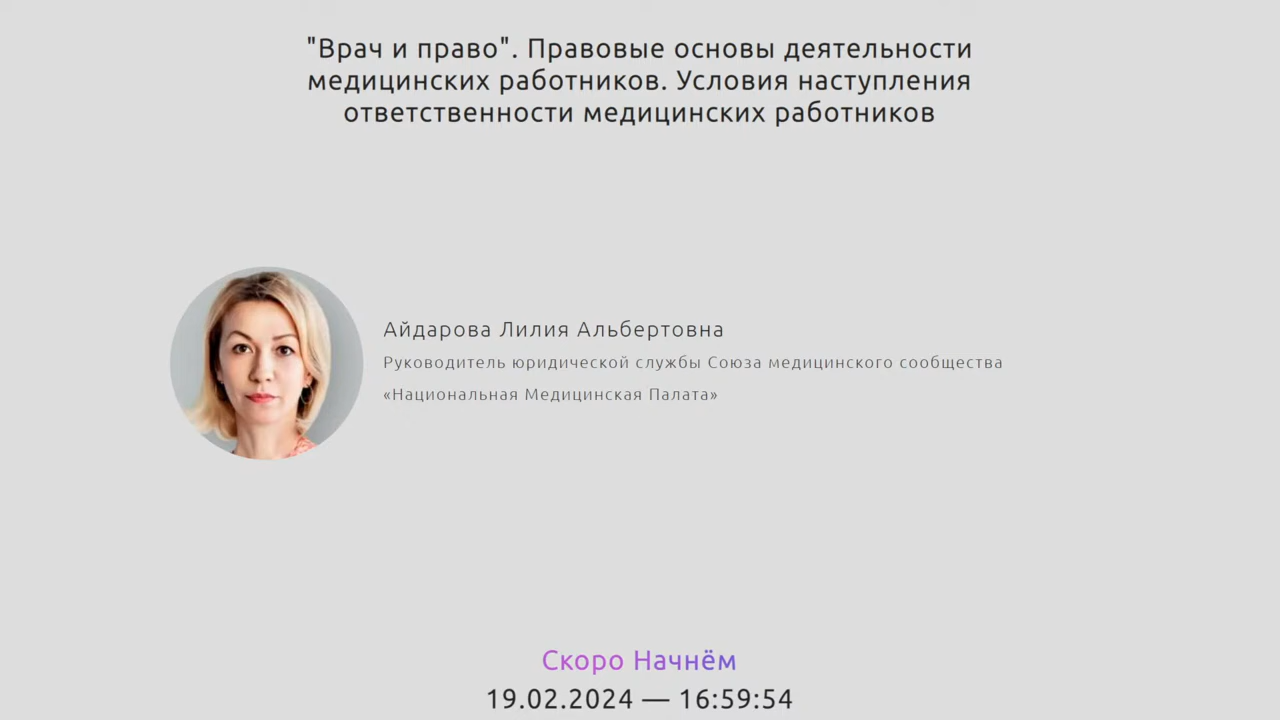 "Врач и право". Правовые основы деятельности
медицинских работников. Условия наступления
ответственности медицинских работников
Айдарова Лилия Альбертовна
Руководитель юридической службы Союза медицинского сообщества
«Национальная Медицинская Палата»
Скоро Начнём
19.02.2024 — 16:59:54